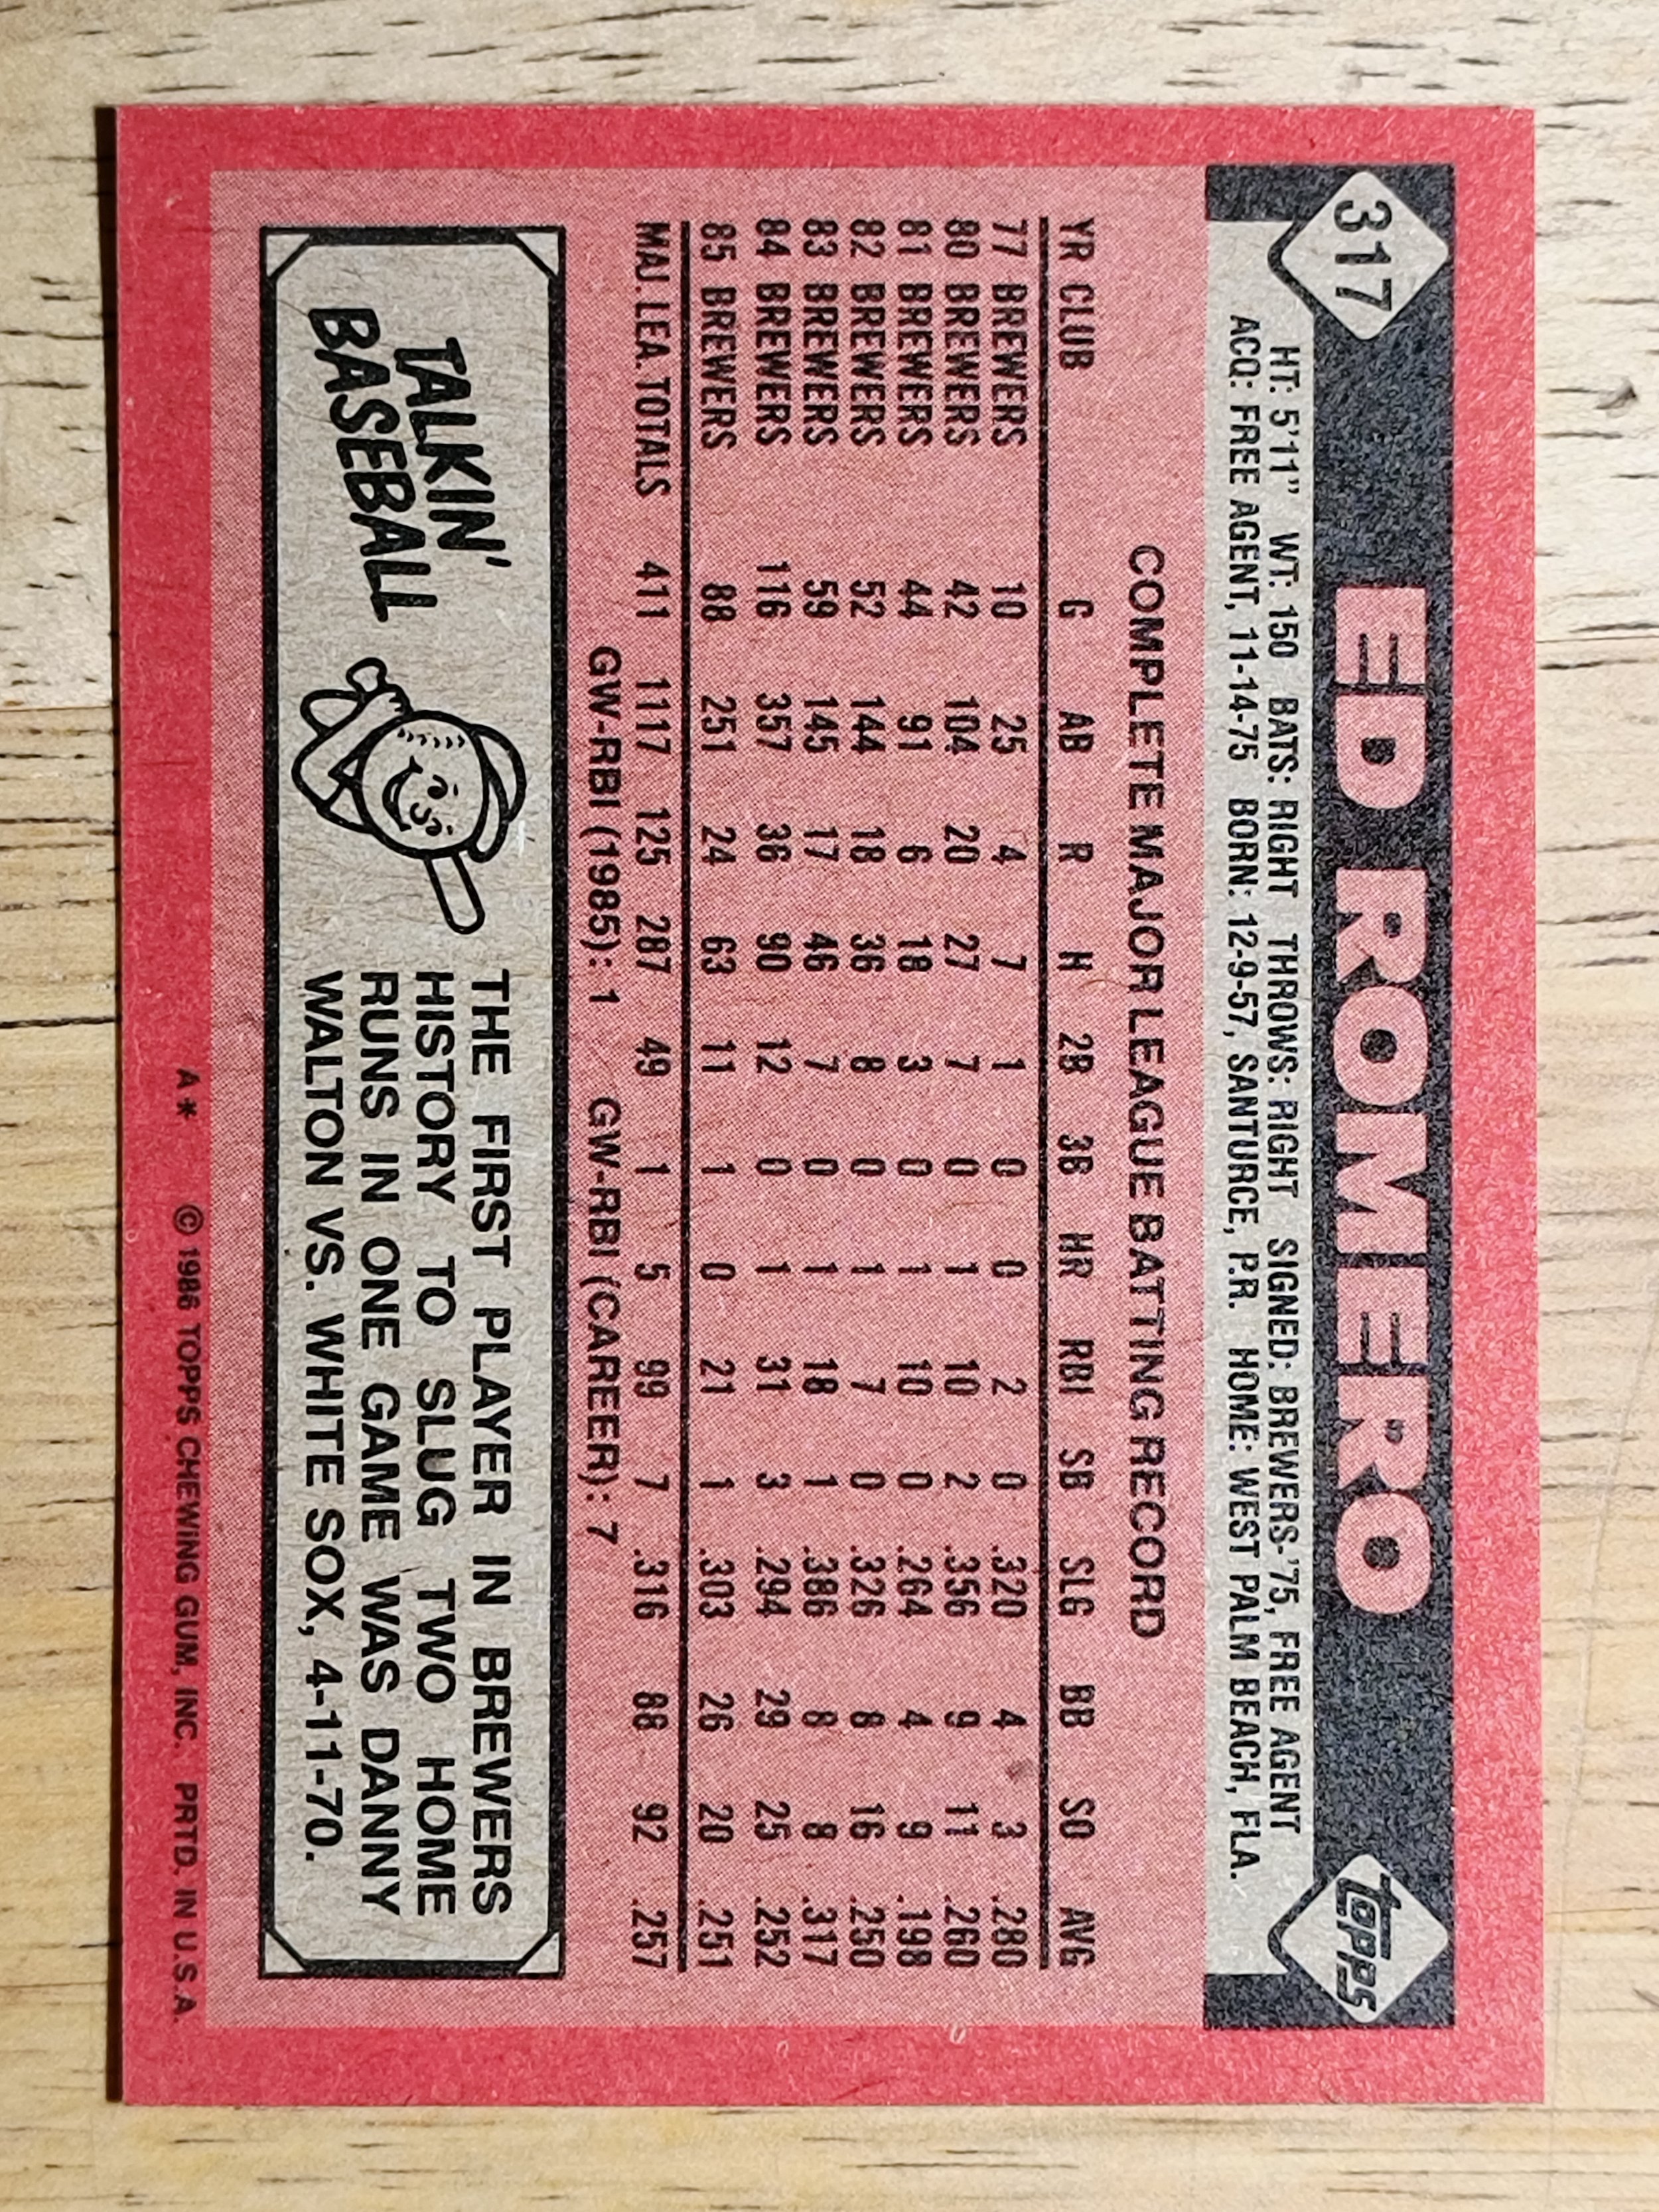 317 ED ROMERO topps
HT: 5'11" WT: 150 BATS: RIGHT THROWS: RIGHT SIGNED: BREWERS-'75, FREE AGENT
ACQ: FREE AGENT, 11-14-75 BORN: 12-9-57, SANTURCE, P.R. HOME: WEST PALM BEACH, FLA.
COMPLETE MAJOR LEAGUE BATTING RECORD
YR CLUB G AB R H 2B 3B HR RBI SB SLG BB SO AVG
77 BREWERS 10 25 4 7 1 0 0 2 0 .320 4 3 .280
80 BREWERS 42 104 20 27 7 0 1 10 2 .356 9 11 .260
81 BREWERS 44 91 6 18 3 0 1 10 0 .264 4 9 .198
82 BREWERS 52 144 18 36 8 0 1 7 0 .326 8 16 .250
83 BREWERS 59 145 17 46 7 0 1 18 1 .386 8 8 .317
84 BREWERS 116 357 36 90 12 0 1 31 3 .294 29 25 .252
85 BREWERS 88 251 24 63 11 1 0 21 1 .303 26 20 .251
MAJ. LEA. TOTALS 411 1117 125 287 49 1 5 99 7 .316 88 92 .257
GW-RBI (1985): 1 GW-RBI (CAREER): 7
TALKIN'
BASEBALL
THE FIRST PLAYER IN BREWERS
HISTORY TO SLUG TWO HOME
RUNS IN ONE GAME WAS DANNY
WALTON VS. WHITE SOX, 4-11-70.
A* © 1986 TOPPS CHEWING GUM, INC. PRTD. IN U.S.A.